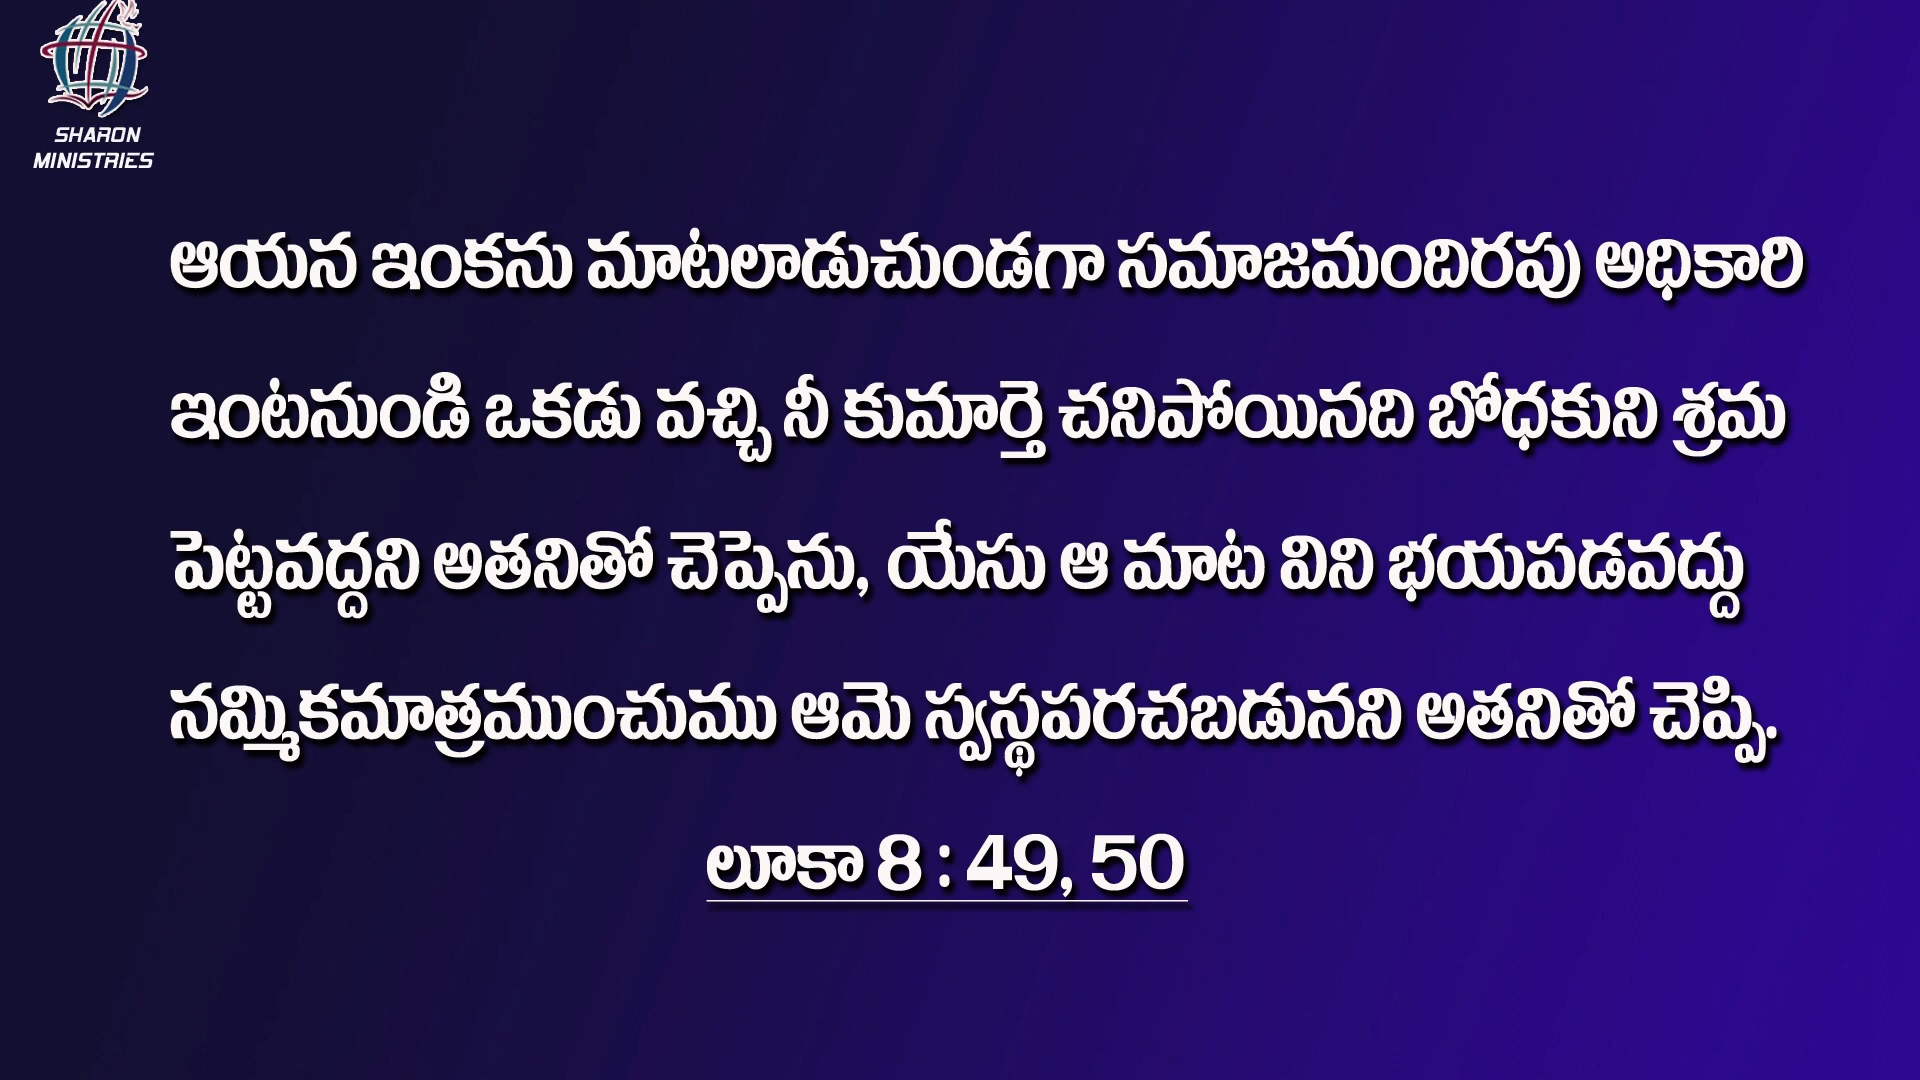 SHARON
MINISTRIES
ఆయన ఇంకను మాటలాడుచుండగా సమాజమందిరపు అధికారి
ఇంటనుండి ఒకడు వచ్చి నీ కుమార్తె చనిపోయినది బోధకుని శ్రమ
పెట్టవద్దని అతనితో చెప్పెను, యేసు ఆ మాట విని భయపడవద్దు
నమ్మికమాత్రముంచుము ఆమె స్వస్థపరచబడునని అతనితో చెప్పి.
లూకా 8 : 49, 50